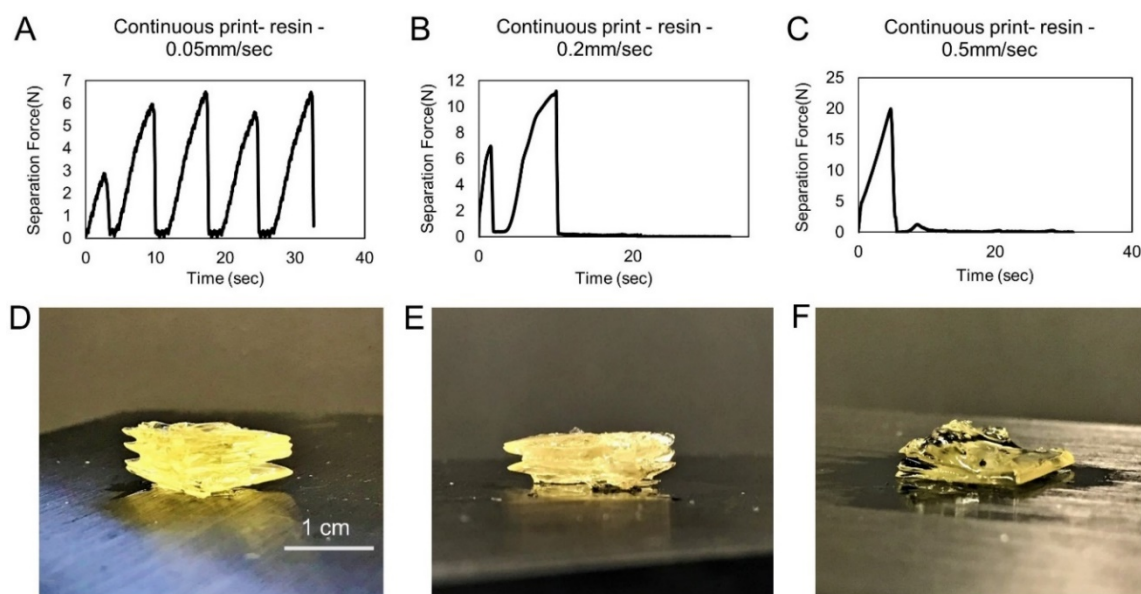 A
Continuous print- resin -
0.05mm/sec
Separation Force(N)
7
6
5
4
3
2
1
0
0 10 20 30 40
Time (sec)
B
Continuous print - resin -
0.2mm/sec
Separation Force(N)
12
10
8
6
4
2
0
0 20
Time (sec)
C
Continuous print- resin -
0.5mm/sec
Separation Force(N)
25
20
15
10
5
0
0 20 40
Time (sec)
D
1 cm
E
F